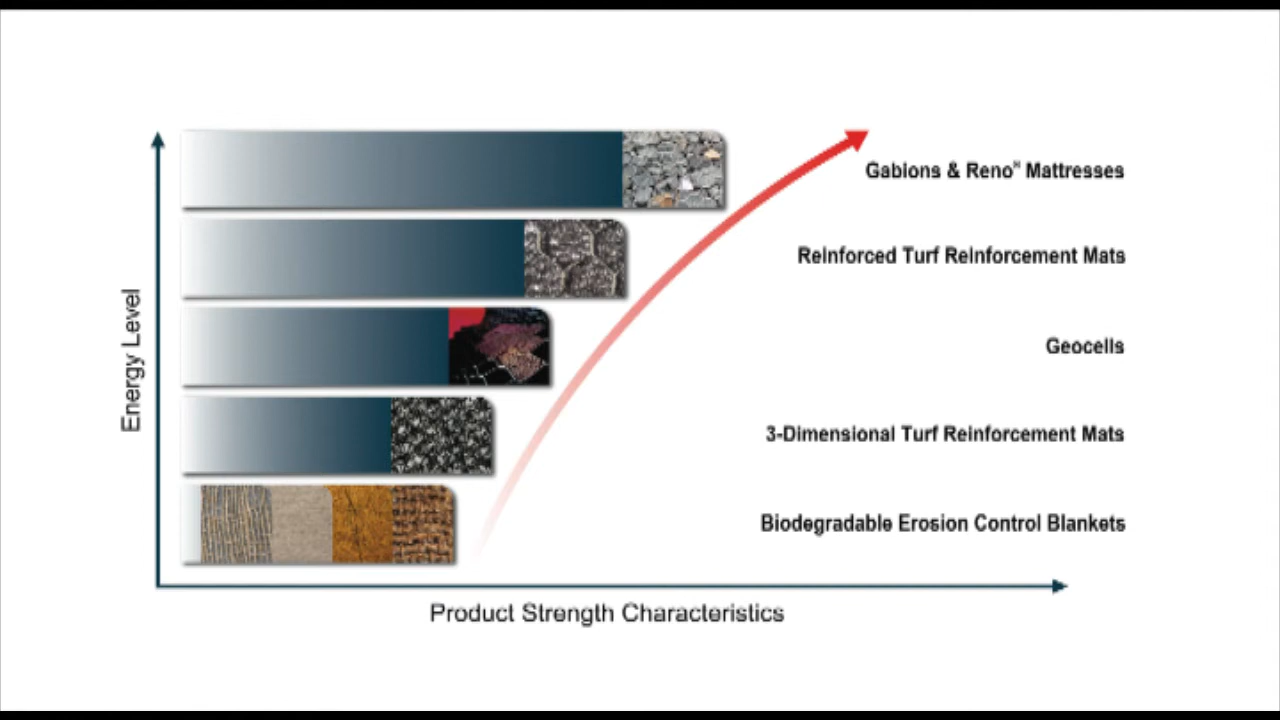 Gabions & Reno® Mattresses
Reinforced Turf Reinforcement Mats
Geocells
3-Dimensional Turf Reinforcement Mats
Biodegradable Erosion Control Blankets
Energy Level
Product Strength Characteristics